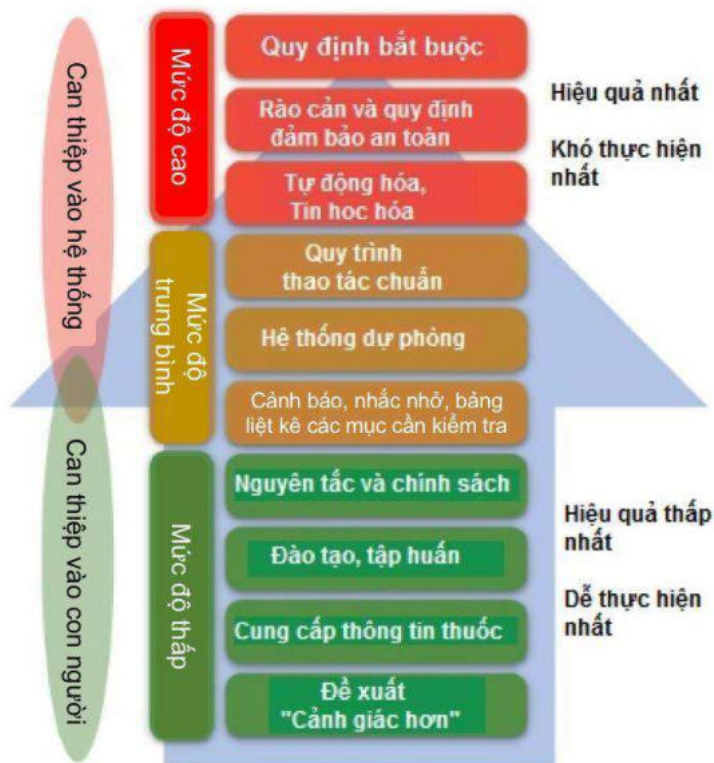 Can thiệp vào hệ thống
Mức độ cao
Quy định bắt buộc
Rào cản và quy định
đảm bảo an toàn
Tự động hóa,
Tin học hóa
Hiệu quả nhất
Khó thực hiện
nhất
Mức độ
trung bình
Quy trình
thao tác chuẩn
Hệ thống dự phòng
Cảnh báo, nhắc nhở, bảng
liệt kê các mục cần kiểm tra
Can thiệp vào con người
Mức độ thấp
Nguyên tắc và chính sách
Đào tạo, tập huấn
Cung cấp thông tin thuốc
Đề xuất
"Cảnh giác hơn"
Hiệu quả thấp
nhất
Dễ thực hiện
nhất